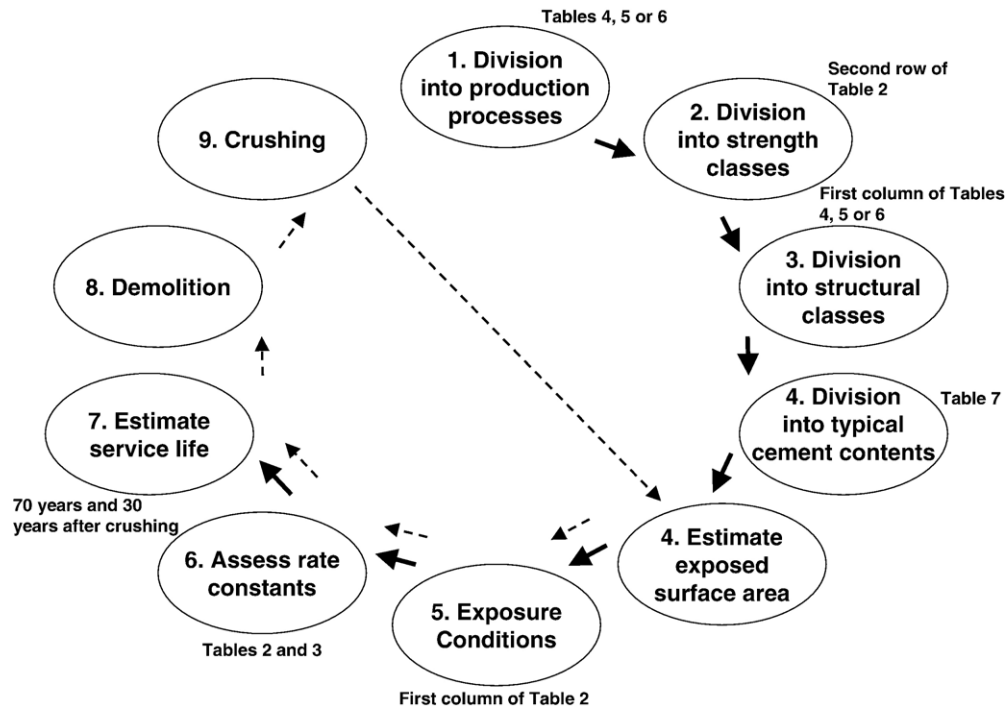 Tables 4, 5 or 6
1. Division
into production
processes
Second row of
Table 2
2. Division
into strength
classes
First column of Tables
4, 5 or 6
3. Division
into structural
classes
Table 7
4. Division
into typical
cement contents
4. Estimate
exposed
surface area
5. Exposure
Conditions
First column of Table 2
6. Assess rate
constants
Tables 2 and 3
7. Estimate
service life
70 years and 30
years after crushing
8. Demolition
9. Crushing